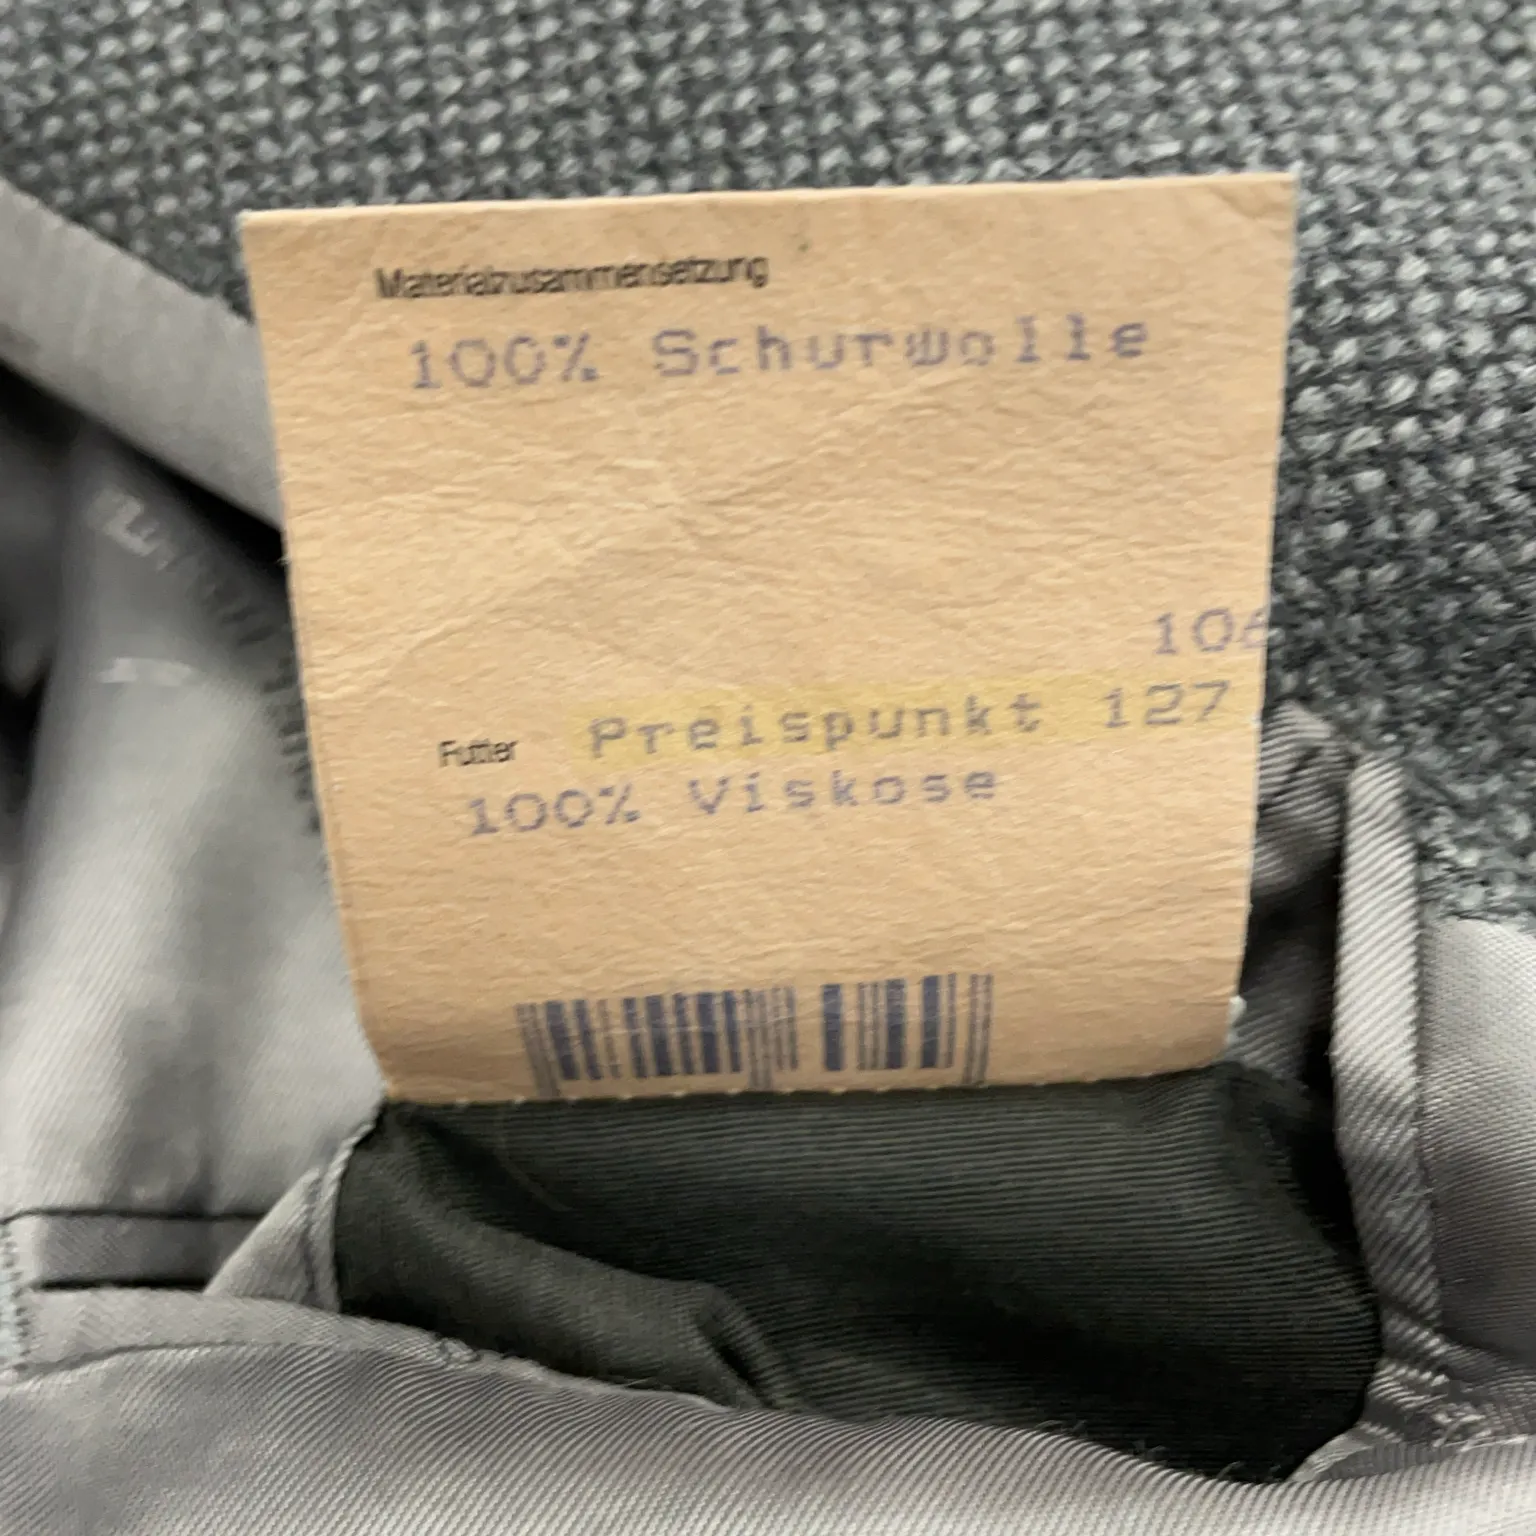 Materialzusammensetzung
100% Schurwolle
106
Preispunkt 127
Futter
100% Viskose